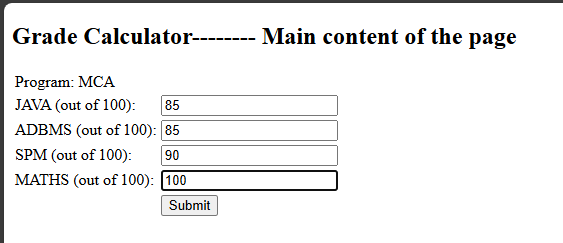 Grade Calculator-------- Main content of the page
Program: MCA
JAVA (out of 100): 85
ADBMS (out of 100): 85
SPM (out of 100): 90
MATHS (out of 100): 100
Submit